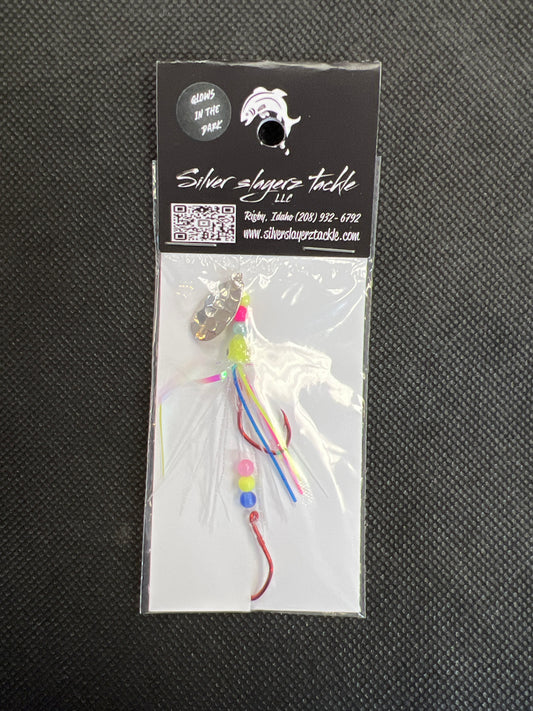 GLOWS
IN THE
DARK
Silver slayerz tackle
LLC
Rigby, Idaho (208) 932-6792
www.silverslayerztackle.com